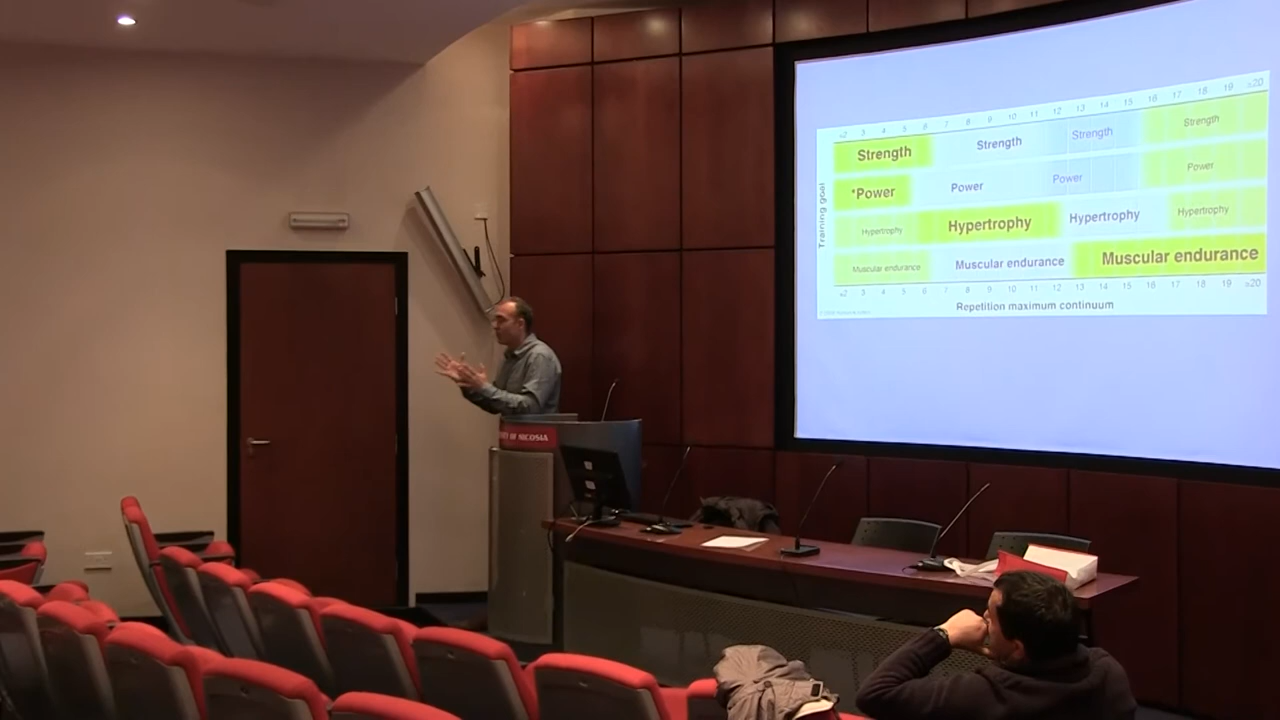 ≤2 3 4 5 6 7 8 9 10 11 12 13 14 15 16 17 18 19 ≥20
Strength Strength Strength Strength
*Power Power Power Power
Hypertrophy Hypertrophy Hypertrophy Hypertrophy
Muscular endurance Muscular endurance Muscular endurance
≤2 3 4 5 6 7 8 9 10 11 12 13 14 15 16 17 18 19 ≥20
Repetition maximum continuum
Training goal
OF NICOSIA